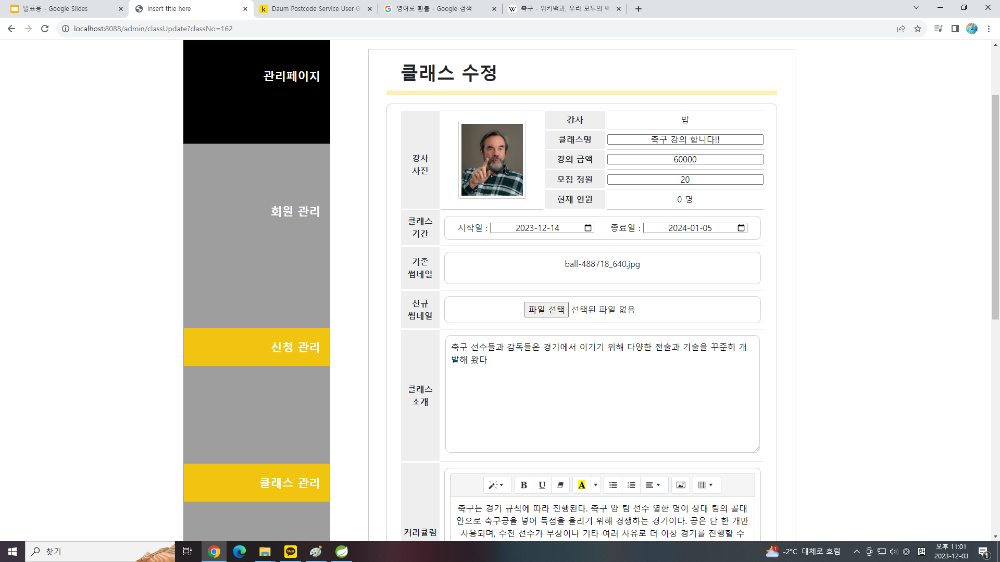 발표용 - Google Slides
Insert title here
Daum Postcode Service User G
영여로 환불 - Google 검색
축구 - 위키백과, 우리 모두의 백
localhost:8088/admin/classUpdate?classNo=162
관리페이지
회원 관리
신청 관리
클래스 관리
클래스 수정
강사
사진
강사
밥
클래스명
축구 강의 합니다!!
강의 금액
60000
모집 정원
20
현재 인원
0 명
클래스
기간
시작일 : 2023-12-14
종료일 : 2024-01-05
기존
썸네일
ball-488718_640.jpg
신규
썸네일
파일 선택 선택된 파일 없음
클래스
소개
축구 선수들과 감독들은 경기에서 이기기 위해 다양한 전술과 기술을 꾸준히 개
발해 왔다
B U A
커리큘럼
축구는 경기 규칙에 따라 진행된다. 축구 양 팀 선수 열한 명이 상대 팀의 골대
안으로 축구공을 넣어 득점을 올리기 위해 경쟁하는 경기이다. 공은 단 한 개만
사용되며, 주전 선수가 부상이나 기타 여러 사유로 더 이상 경기를 진행할 수
찾기
TALK
1
-2°C 대체로 흐림
한
오후 11:01
2023-12-03
1